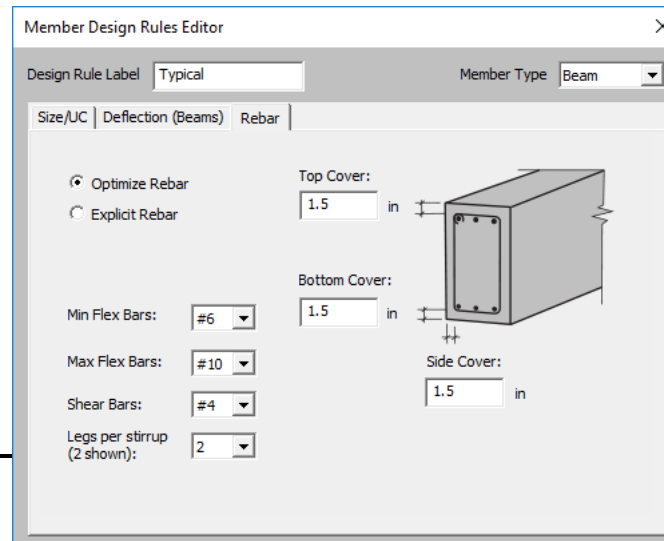 Member Design Rules Editor
Design Rule Label Typical Member Type Beam
Size/UC Deflection (Beams) Rebar
Optimize Rebar
Explicit Rebar
Top Cover:
1.5 in
Bottom Cover:
1.5 in
Min Flex Bars: #6
Max Flex Bars: #10
Shear Bars: #4
Legs per stirrup
(2 shown): 2
Side Cover:
1.5 in